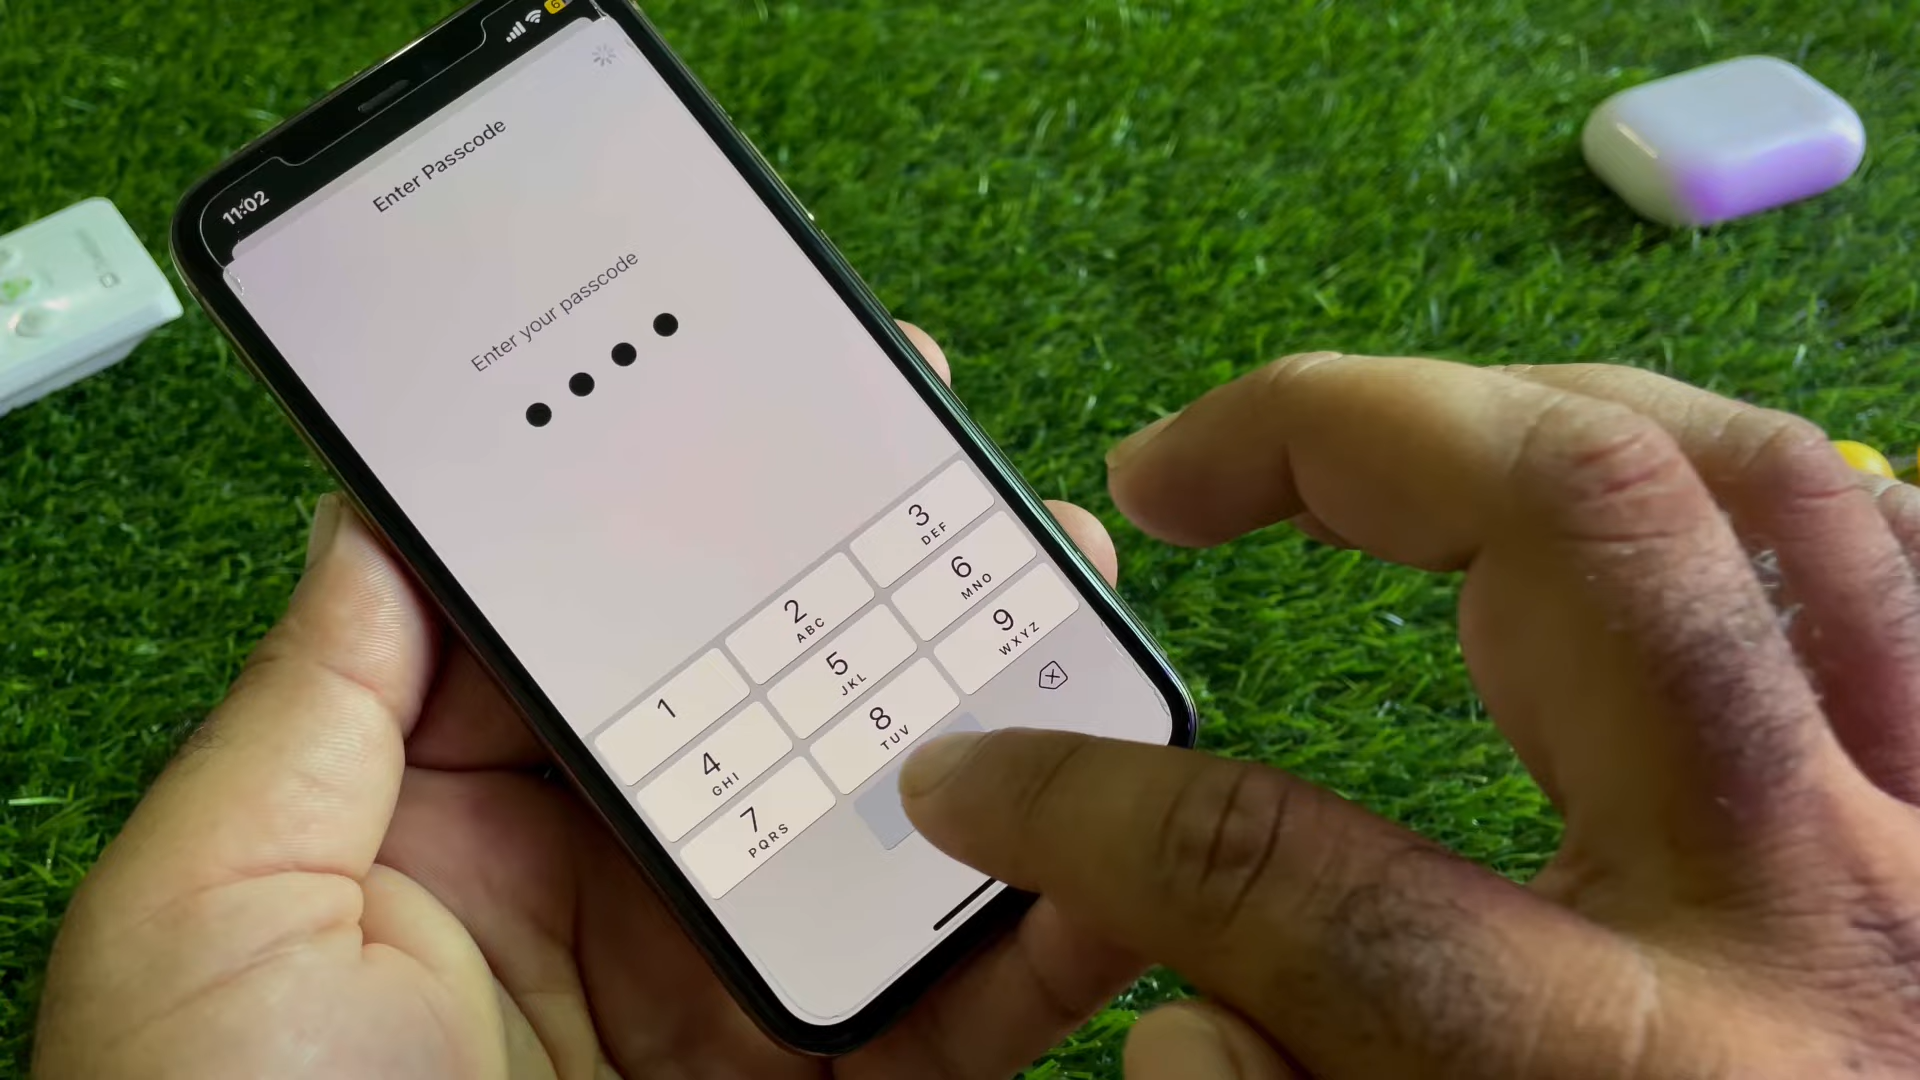 11:02
Enter Passcode
Enter your passcode
1
2
ABC
3
DEF
4
GHI
5
JKL
6
MNO
7
PQRS
8
TUV
9
WXYZ